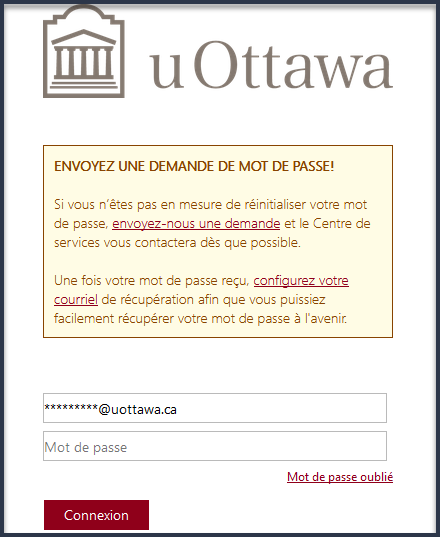 uOttawa
ENVOYEZ UNE DEMANDE DE MOT DE PASSE!
Si vous n'êtes pas en mesure de réinitialiser votre mot
de passe, envoyez-nous une demande et le Centre de
services vous contactera dès que possible.
Une fois votre mot de passe reçu, configurez votre
courriel de récupération afin que vous puissiez
facilement récupérer votre mot de passe à l'avenir.
*********@uottawa.ca
Mot de passe
Mot de passe oublié
Connexion